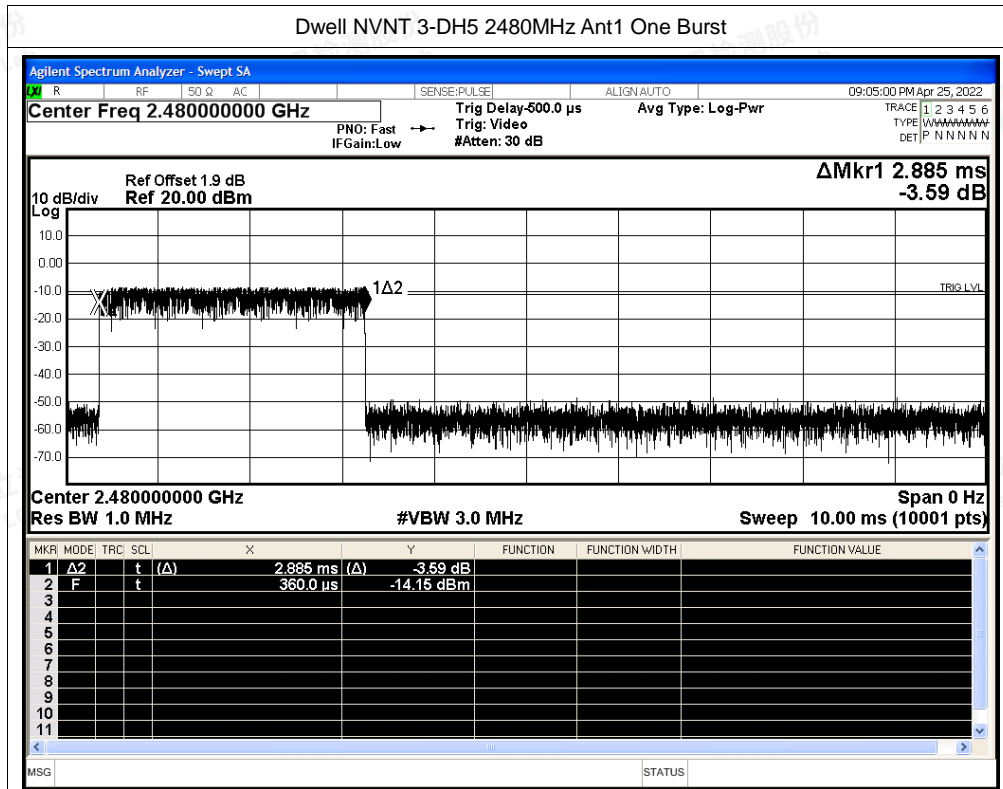 Dwell NVNT 3-DH5 2480MHz Ant1 One Burst
Agilent Spectrum Analyzer - Swept SA
LXI R RF 50 Ω AC SENSE:PULSE ALIGN AUTO 09:05:00 PM Apr 25, 2022
Center Freq 2.480000000 GHz
PNO: Fast
IFGain:Low
Trig Delay-500.0 µs
Trig: Video
#Atten: 30 dB
Avg Type: Log-Pwr
TRACE 1 2 3 4 5 6
TYPE WWWWWW
DET P N N N N N
ΔMkr1 2.885 ms
-3.59 dB
Ref Offset 1.9 dB
10 dB/div Ref 20.00 dBm
Log
10.0
0.00
-10.0
1Δ2
TRIG LVL
-20.0
-30.0
-40.0
-50.0
-60.0
-70.0
Center 2.480000000 GHz Span 0 Hz
Res BW 1.0 MHz #VBW 3.0 MHz Sweep 10.00 ms (10001 pts)
MKR MODE TRC SCL X Y FUNCTION FUNCTION WIDTH FUNCTION VALUE
1 Δ2 t (Δ) 2.885 ms (Δ) -3.59 dB
2 F t 360.0 µs -14.15 dBm
3
4
5
6
7
8
9
10
11
MSG STATUS